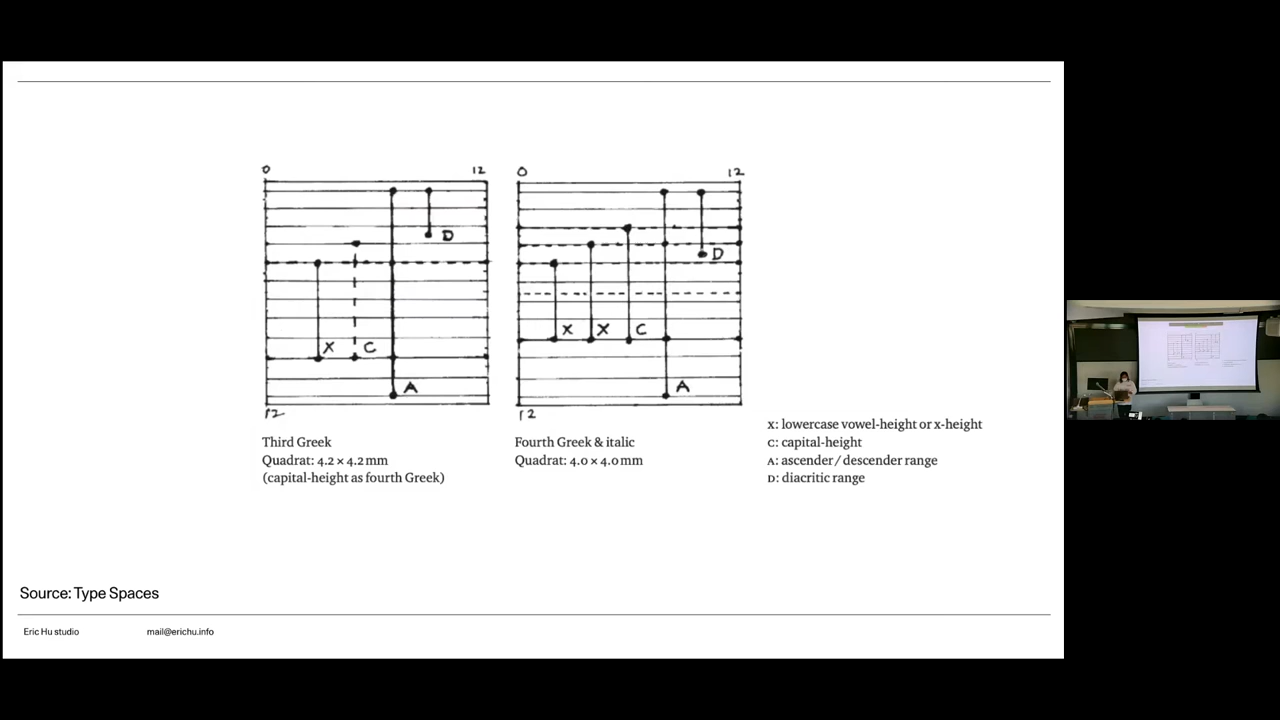 0 12
D
X C
A
12
Third Greek
Quadrat: 4.2 × 4.2 mm
(capital-height as fourth Greek)
0 12
D
X X C
A
12
Fourth Greek & italic
Quadrat: 4.0 × 4.0 mm
X: lowercase vowel-height or x-height
C: capital-height
A: ascender / descender range
D: diacritic range
Source: Type Spaces
Eric Hu studio mail@erichu.info